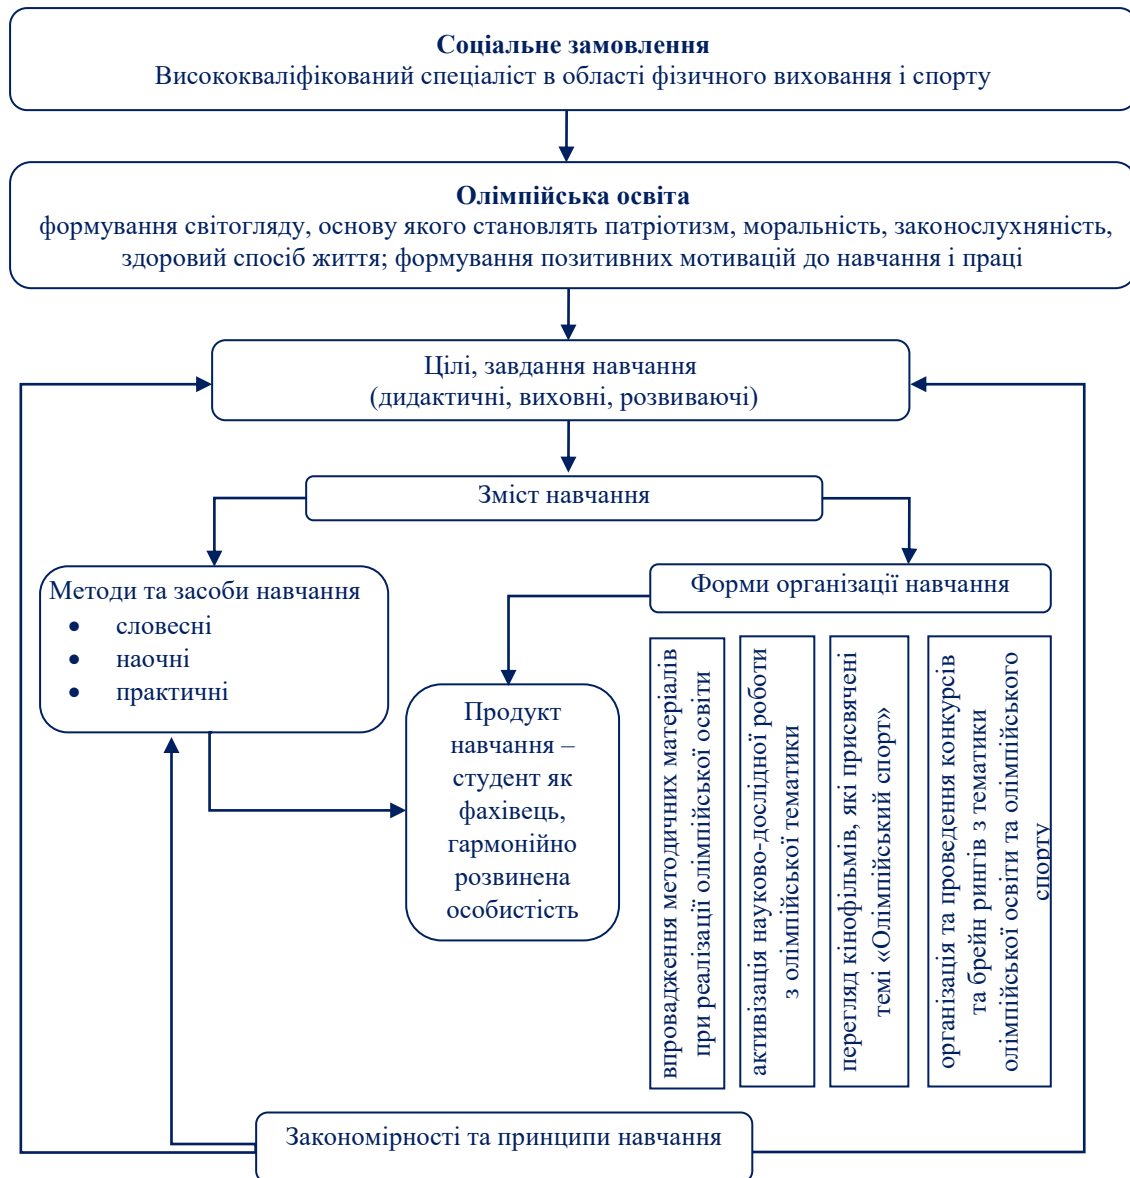 Соціальне замовлення
Висококваліфікований спеціаліст в області фізичного виховання і спорту
Олімпійська освіта
формування світогляду, основу якого становлять патріотизм, моральність, законослухняність,
здоровий спосіб життя; формування позитивних мотивацій до навчання і праці
Цілі, завдання навчання
(дидактичні, виховні, розвиваючі)
Зміст навчання
Методи та засоби навчання
• словесні
• наочні
• практичні
Форми організації навчання
Продукт
навчання –
студент як
фахівець,
гармонійно
розвинена
особистість
впровадження методичних матеріалів
при реалізації олімпійської освіти
активізація науково-дослідної роботи
з олімпійської тематики
перегляд кінофільмів, які присвячені
темі «Олімпійський спорт»
організація та проведення конкурсів
та брейн рингів з тематики
олімпійської освіти та олімпійського
спорту
Закономірності та принципи навчання